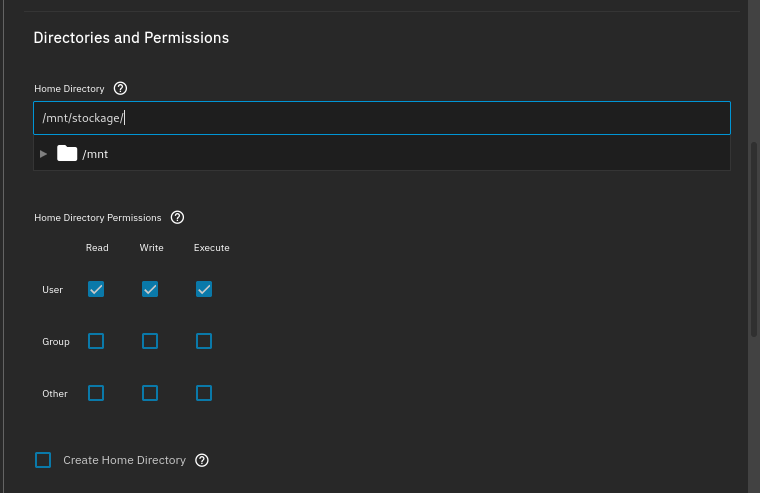 Directories and Permissions
Home Directory
/mnt/stockage/
/mnt
Home Directory Permissions
Read Write Execute
User
Group
Other
Create Home Directory